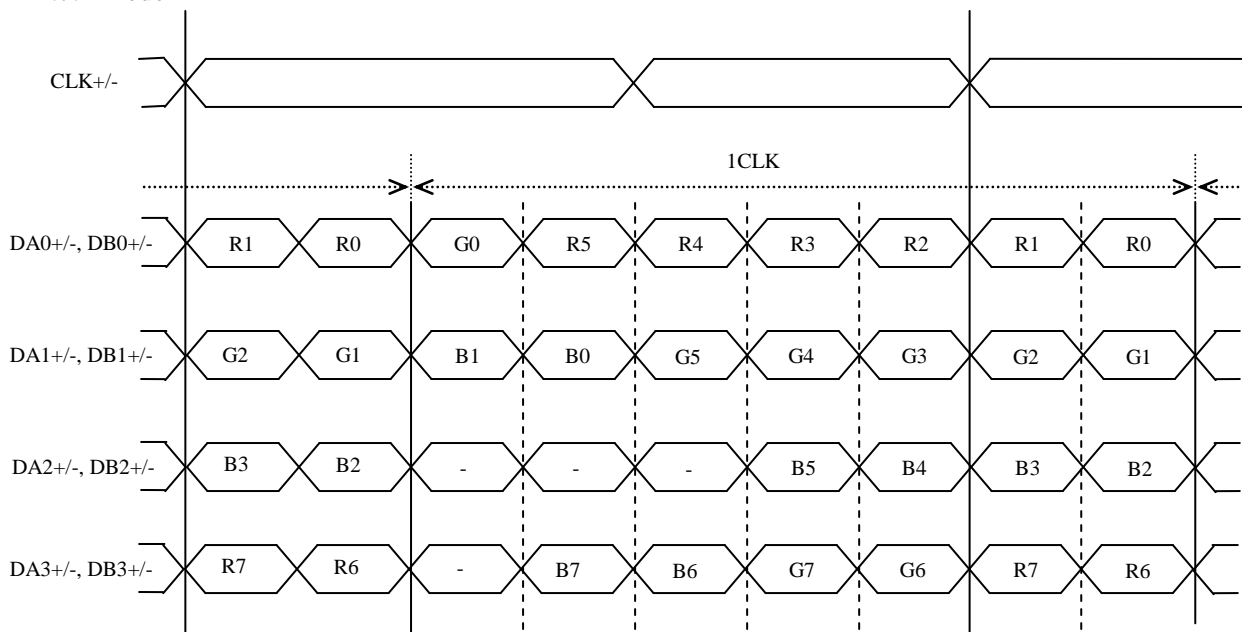 CLK+/-
1CLK
DA0+/-, DB0+/- R1 R0 G0 R5 R4 R3 R2 R1 R0
DA1+/-, DB1+/- G2 G1 B1 B0 G5 G4 G3 G2 G1
DA2+/-, DB2+/- B3 B2 - - - B5 B4 B3 B2
DA3+/-, DB3+/- R7 R6 - B7 B6 G7 G6 R7 R6